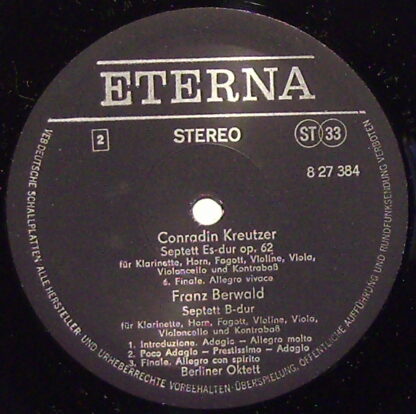 ETERNA
2
STEREO
ST 33
8 27 384
Conradin Kreutzer
Septett Es-dur op. 62
für Klarinette, Horn, Fagott, Violine, Viola,
Violoncello und Kontrabaß
6. Finale. Allegro vivace
Franz Berwald
Septett B-dur
für Klarinette, Horn, Fagott, Violine, Viola,
Violoncello und Kontrabaß
1. Introduzione. Adagio – Allegro molto
2. Poco Adagio – Prestissimo – Adagio
3. Finale. Allegro con spirito
Berliner Oktett
VEB DEUTSCHE SCHALLPLATTEN ALLE HERSTELLER- UND URHEBERRECHTE VORBEHALTEN · ÜBERSPIELUNG, ÖFFENTLICHE AUFFÜHRUNG UND RUNDFUNKSENDUNG VERBOTEN